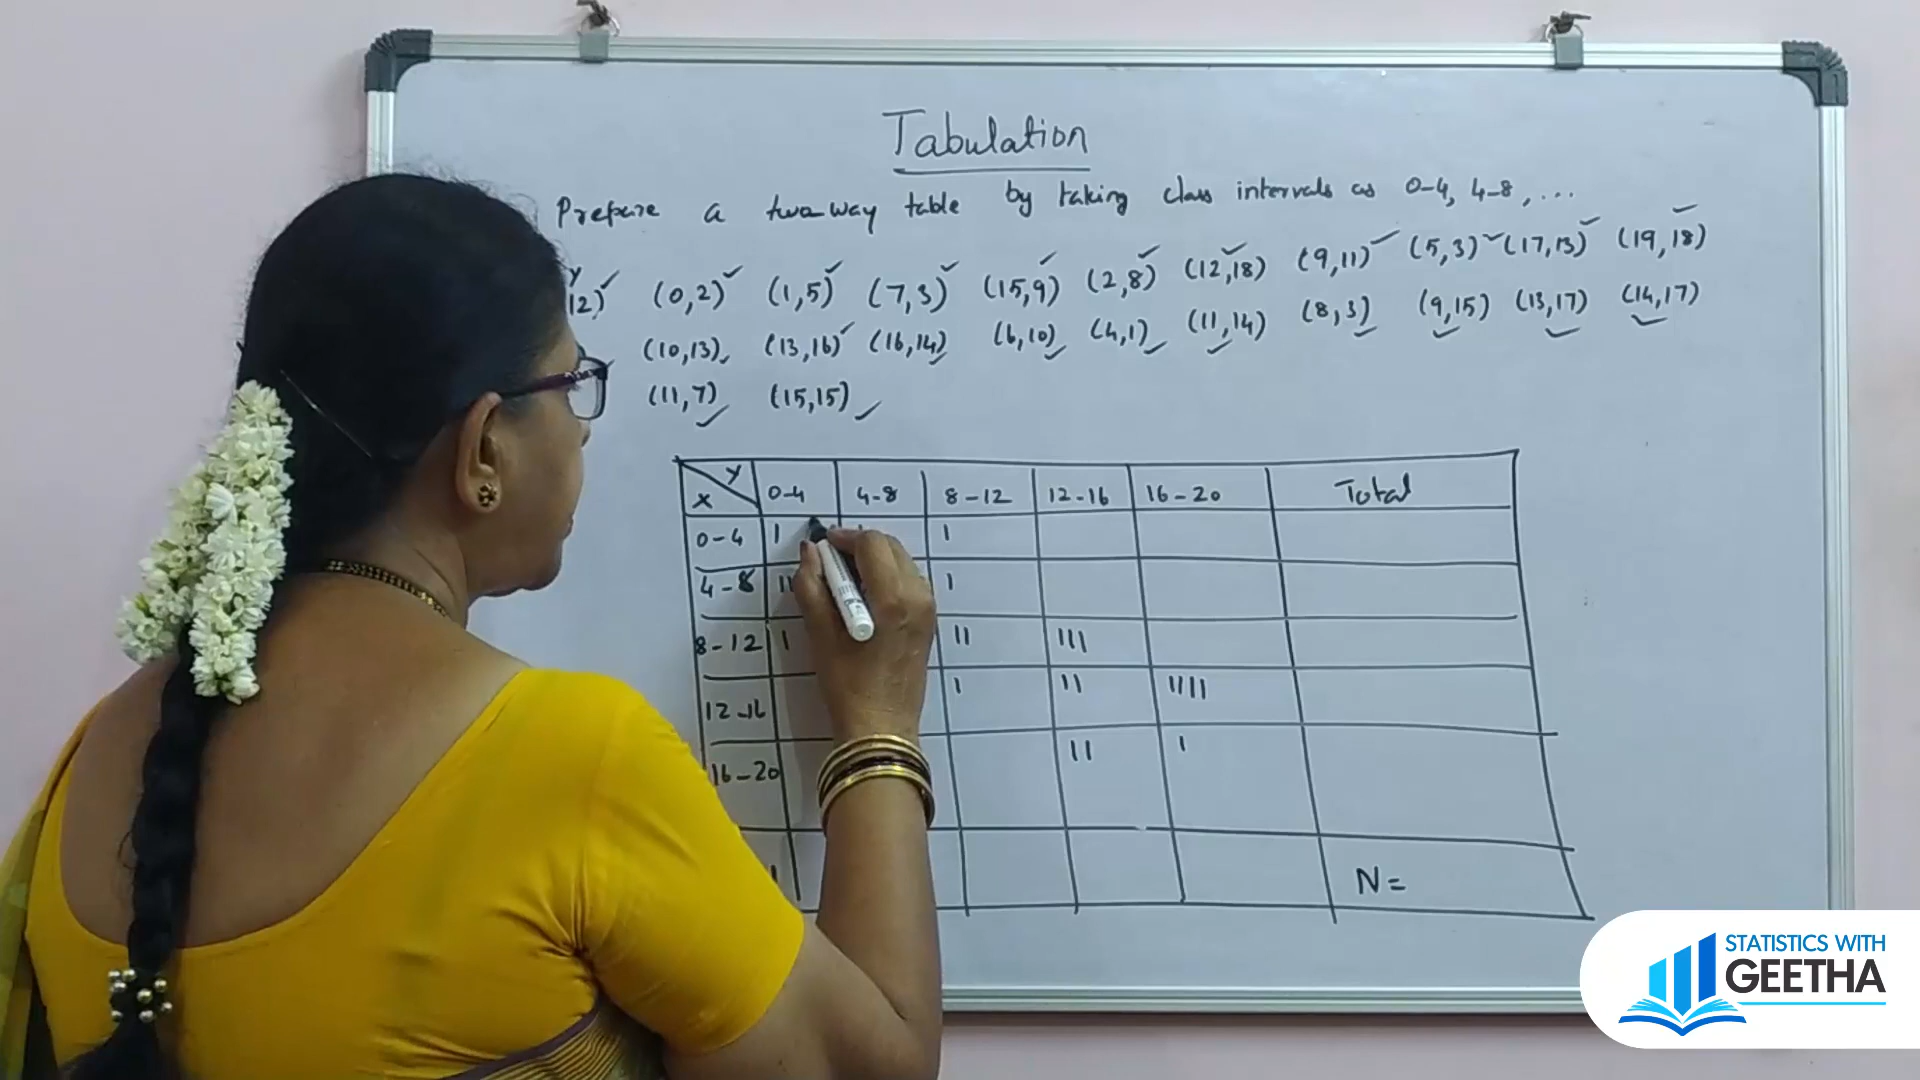 Tabulation
Prepare a two-way table by taking class intervals as 0-4, 4-8, ...
Y
12) (0,2) (1,5) (7,3) (15,9) (2,8) (12,18) (9,11) (5,3) (17,13) (19,18)
(10,13) (13,16) (16,14) (6,10) (4,1) (11,14) (8,3) (9,15) (13,17) (14,17)
(11,7) (15,15)
Y
X 0-4 4-8 8-12 12-16 16-20 Total
0-4 | |
4-8 || |
8-12 | || |||
12-16 | || ||||
16-20 || |
N=
STATISTICS WITH
GEETHA